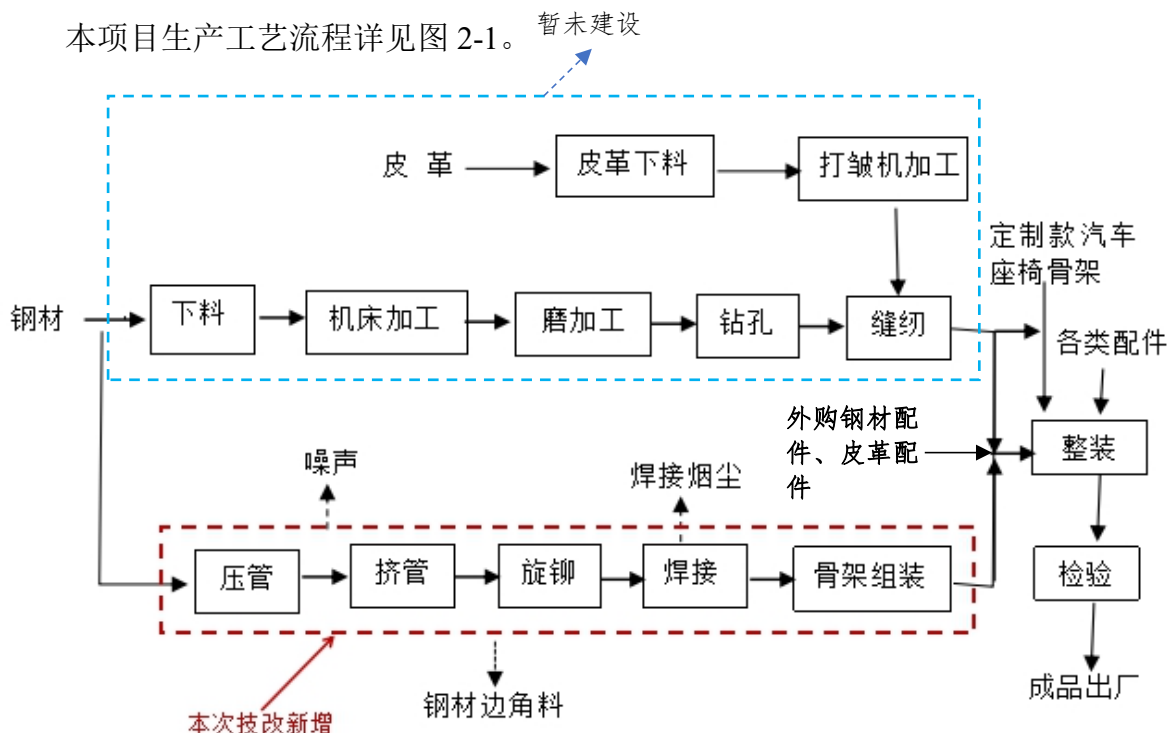 本项目生产工艺流程详见图 2-1。
暂未建设
皮 革
皮革下料
打皱机加工
定制款汽车
座椅骨架
钢材
下料
机床加工
磨加工
钻孔
缝纫
各类配件
外购钢材配
件、皮革配
件
整装
噪声
焊接烟尘
压管
挤管
旋铆
焊接
骨架组装
检验
本次技改新增
钢材边角料
成品出厂